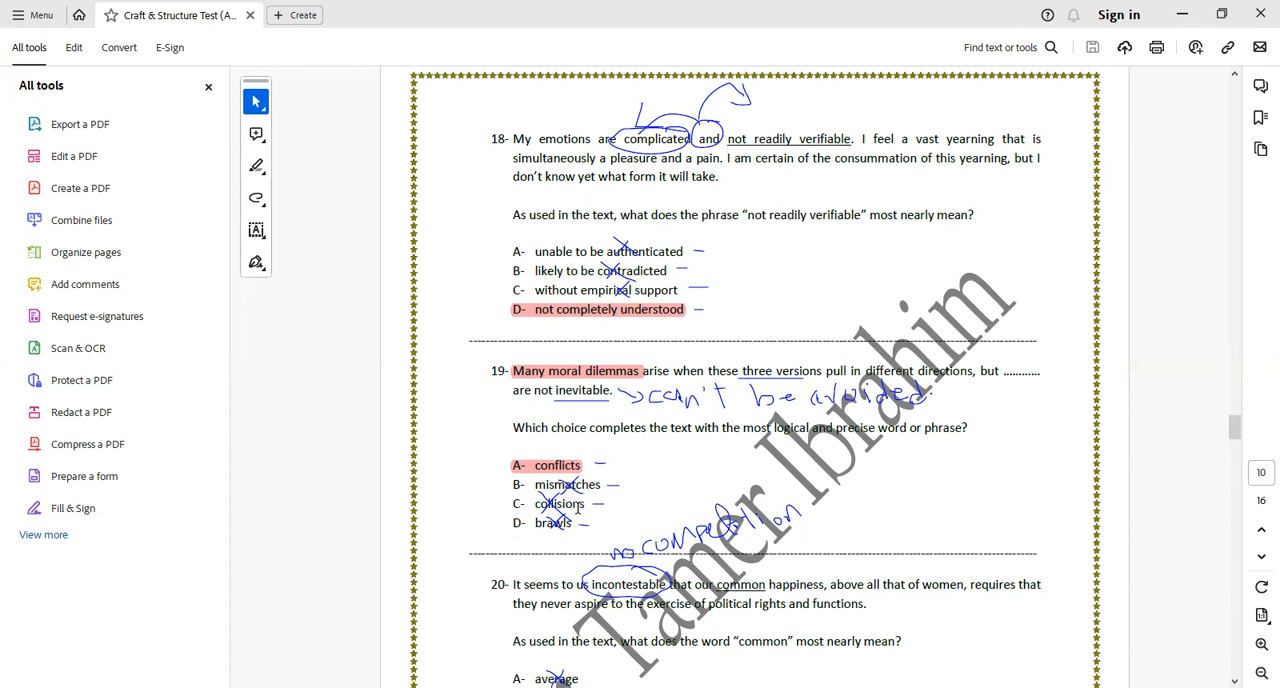 Menu
Craft & Structure Test (A...
Create
Sign in
All tools
Edit
Convert
E-Sign
Find text or tools
All tools
Export a PDF
Edit a PDF
Create a PDF
Combine files
Organize pages
Add comments
Request e-signatures
Scan & OCR
Protect a PDF
Redact a PDF
Compress a PDF
Prepare a form
Fill & Sign
View more
18- My emotions are complicated and not readily verifiable. I feel a vast yearning that is
simultaneously a pleasure and a pain. I am certain of the consummation of this yearning, but I
don't know yet what form it will take.
As used in the text, what does the phrase "not readily verifiable" most nearly mean?
A- unable to be authenticated
B- likely to be contradicted
C- without empirical support
D- not completely understood
19- Many moral dilemmas arise when these three versions pull in different directions, but ............
are not inevitable. can't be avoided.
Which choice completes the text with the most logical and precise word or phrase?
A- conflicts
B- mismatches
C- collisions
D- brawls
no competition
20- It seems to us incontestable that our common happiness, above all that of women, requires that
they never aspire to the exercise of political rights and functions.
As used in the text, what does the word "common" most nearly mean?
A- average
Tamer Ibrahim
10
16